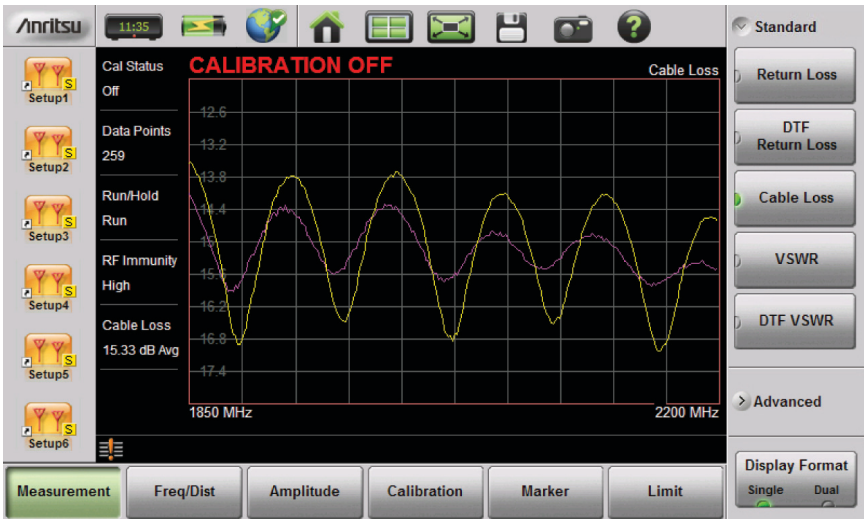 Anritsu
11:35
Standard
Setup1
Setup2
Setup3
Setup4
Setup5
Setup6
Cal Status
Off
Data Points
259
Run/Hold
Run
RF Immunity
High
Cable Loss
15.33 dB Avg
CALIBRATION OFF
Cable Loss
12.6
13.2
13.8
14.4
15.6
16.2
16.8
17.4
1850 MHz
2200 MHz
Return Loss
DTF
Return Loss
Cable Loss
VSWR
DTF VSWR
Advanced
Display Format
Single Dual
Measurement
Freq/Dist
Amplitude
Calibration
Marker
Limit
S
S
S
S
S
S
?